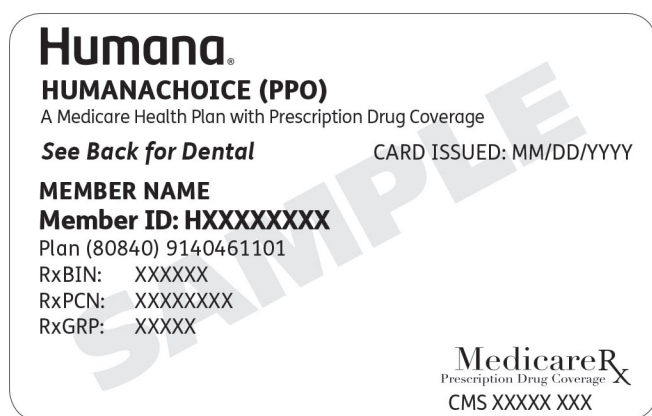 Humana®
HUMANACHOICE (PPO)
A Medicare Health Plan with Prescription Drug Coverage
See Back for Dental CARD ISSUED: MM/DD/YYYY
MEMBER NAME
Member ID: HXXXXXXXX
Plan (80840) 9140461101
RxBIN: XXXXXX
RxPCN: XXXXXXXX
RxGRP: XXXXX
SAMPLE
MedicareRx
Prescription Drug Coverage
CMS XXXXX XXX